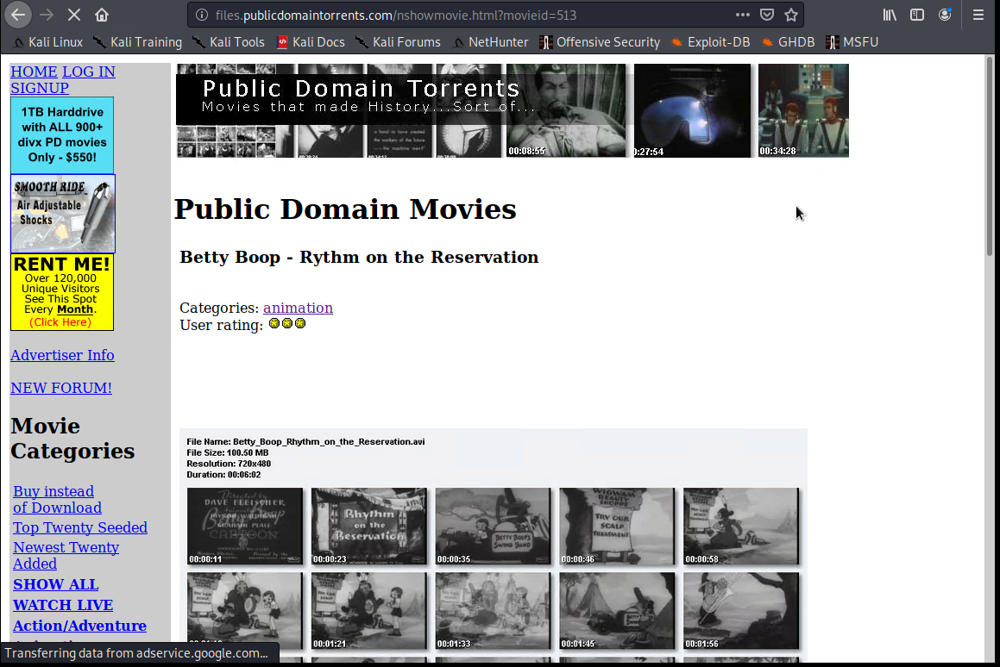 files.publicdomaintorrents.com/nshowmovie.html?movieid=513
Kali Linux Kali Training Kali Tools Kali Docs Kali Forums NetHunter Offensive Security Exploit-DB GHDB MSFU
HOME LOG IN
SIGNUP
1TB Harddrive
with ALL 900+
divx PD movies
Only - $550!
SMOOTH RIDE
Air Adjustable
Shocks
RENT ME!
Over 120,000
Unique Visitors
See This Spot
Every Month.
(Click Here)
Advertiser Info
NEW FORUM!
Movie
Categories
Buy instead
of Download
Top Twenty Seeded
Newest Twenty
Added
SHOW ALL
WATCH LIVE
Action/Adventure
Public Domain Torrents
Movies that made History...Sort of...
00:08:55
0:27:54
00:34:28
Public Domain Movies
Betty Boop - Rythm on the Reservation
Categories: animation
User rating:
File Name: Betty_Boop_Rhythm_on_the_Reservation.avi
File Size: 100.50 MB
Resolution: 720x480
Duration: 00:06:02
Directed by
DAVE FLEISCHER
CARTOON
00:00:11
Rhythm
on the
Reservation
00:00:23
BETTY BOOP'S
SWING BAND
00:00:35
WIGWAM
BEAUTY
SHOPPE
TRY OUR
SCALP
TREATMENT
00:00:46
00:00:58
00:01:21
00:01:33
00:01:45
00:01:56
Transferring data from adservice.google.com...